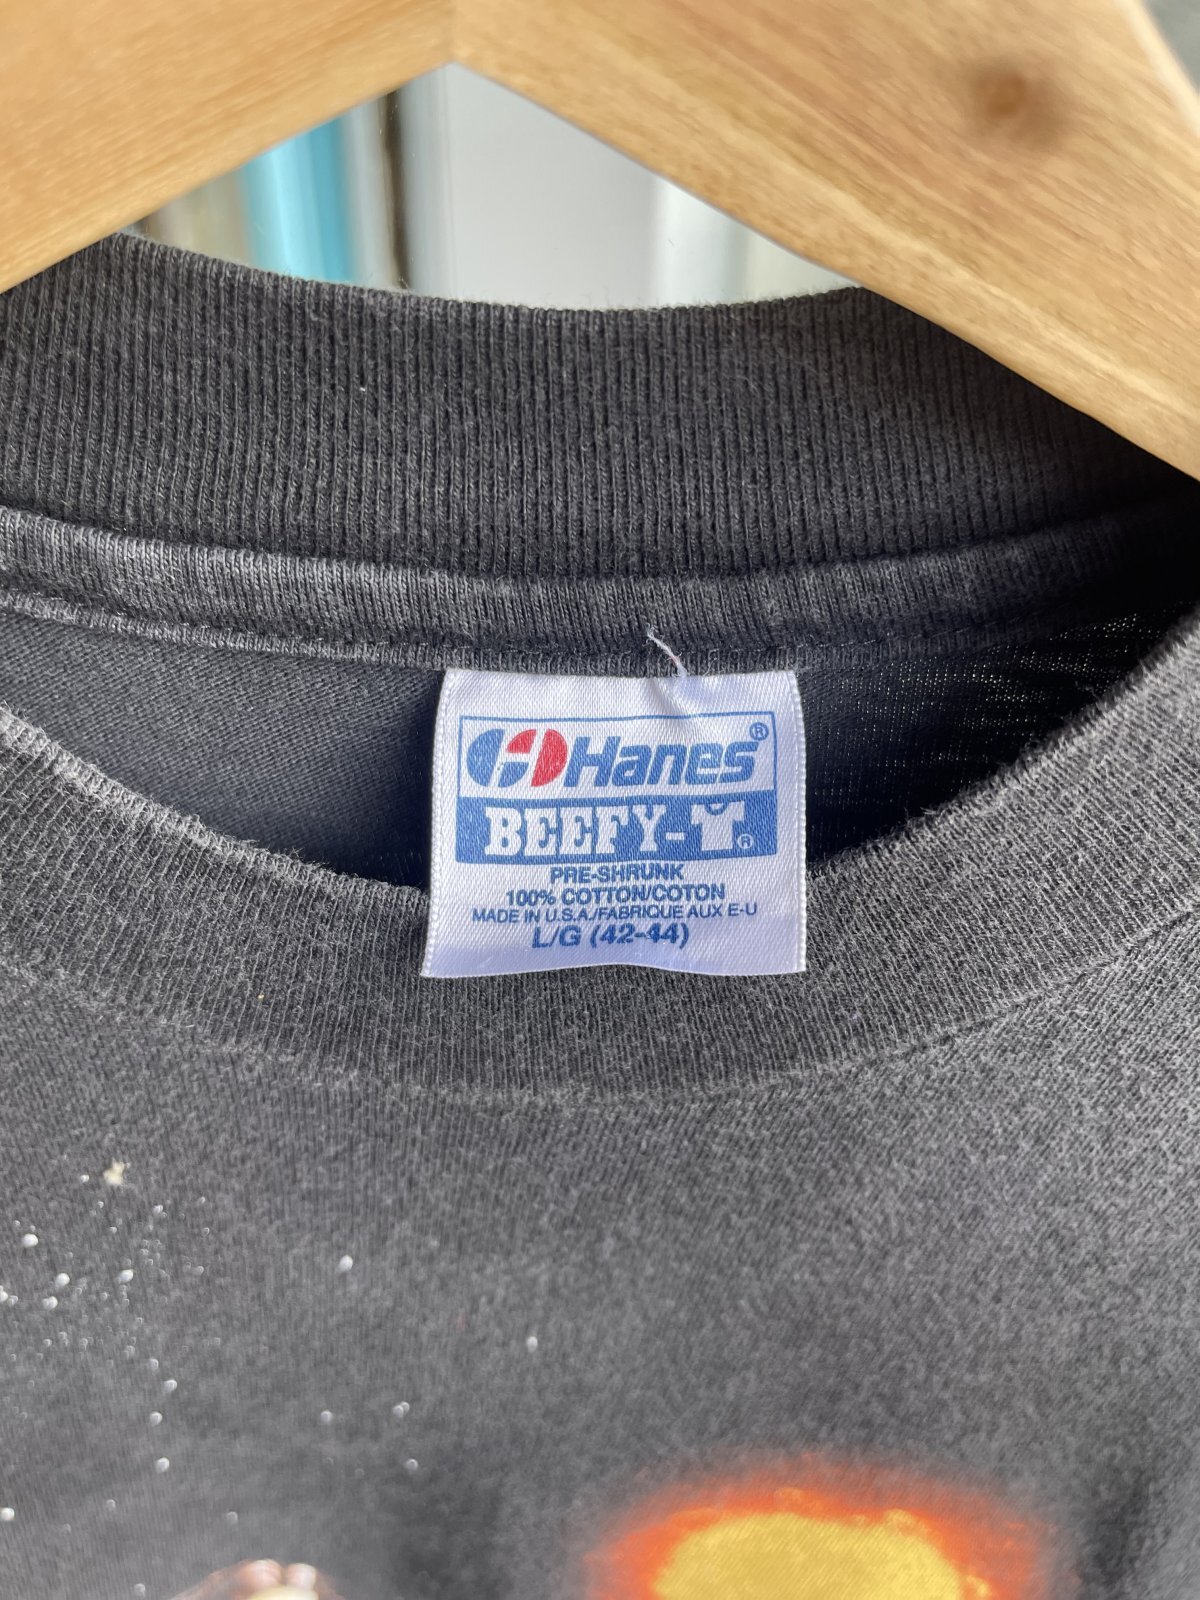 Hanes®
BEEFY-T®
PRE-SHRUNK
100% COTTON/COTON
MADE IN U.S.A./FABRIQUE AUX E-U
L/G (42-44)